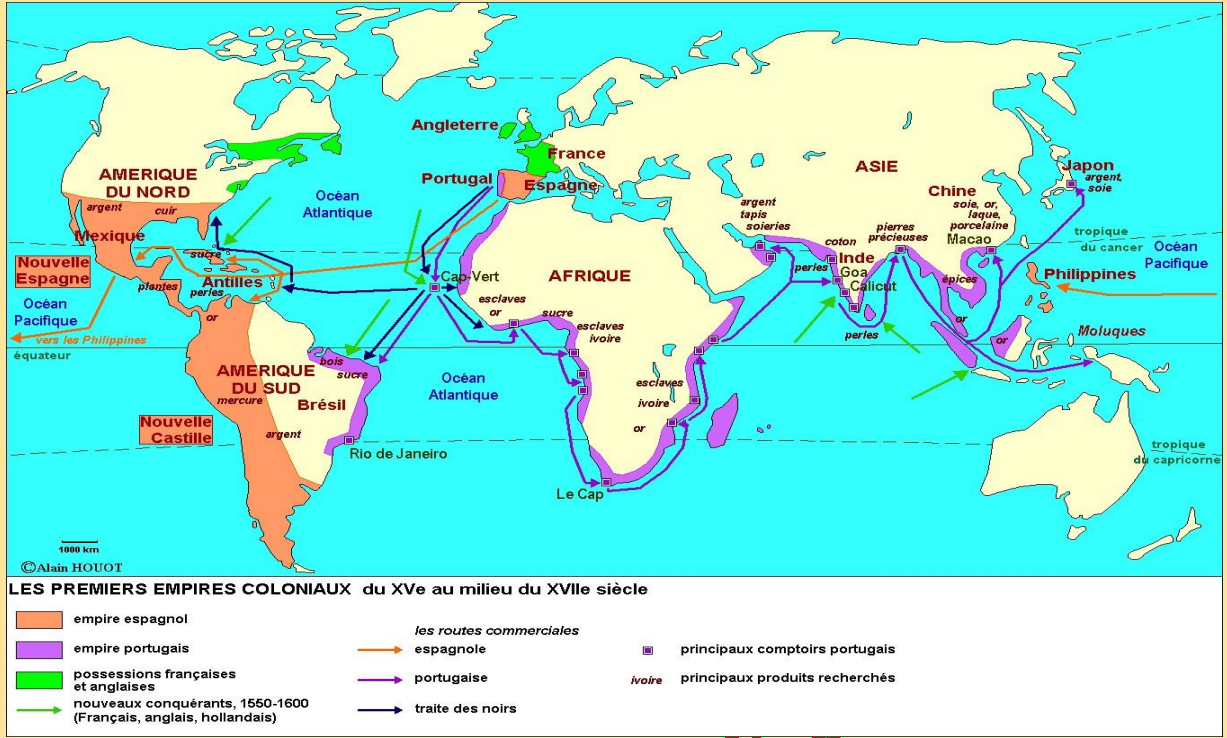 Angleterre
France
Portugal
Espagne
AMERIQUE
DU NORD
argent
cuir
Mexique
Nouvelle
Espagne
Océan
Atlantique
sucre
Antilles
plantes
perles
or
Océan
Pacifique
vers les Philippines
équateur
Cap-Vert
AFRIQUE
esclaves
or
sucre
esclaves
ivoire
AMERIQUE
DU SUD
mercure
bois
sucre
Brésil
argent
Nouvelle
Castille
Rio de Janeiro
Océan
Atlantique
esclaves
ivoire
or
Le Cap
ASIE
Japon
argent,
soie
Chine
soie, or,
laque,
porcelaine
Macao
argent
tapis
soieries
coton
pierres
précieuses
Inde
perles
Goa
Calicut
épices
perles
or
or
tropique
du cancer
Océan
Pacifique
Philippines
Moluques
tropique
du capricorne
1000 km
©Alain HOUOT
LES PREMIERS EMPIRES COLONIAUX du XVe au milieu du XVIIe siècle
empire espagnol
empire portugais
possessions françaises
et anglaises
nouveaux conquérants, 1550-1600
(Français, anglais, hollandais)
les routes commerciales
espagnole
portugaise
traite des noirs
principaux comptoirs portugais
ivoire principaux produits recherchés